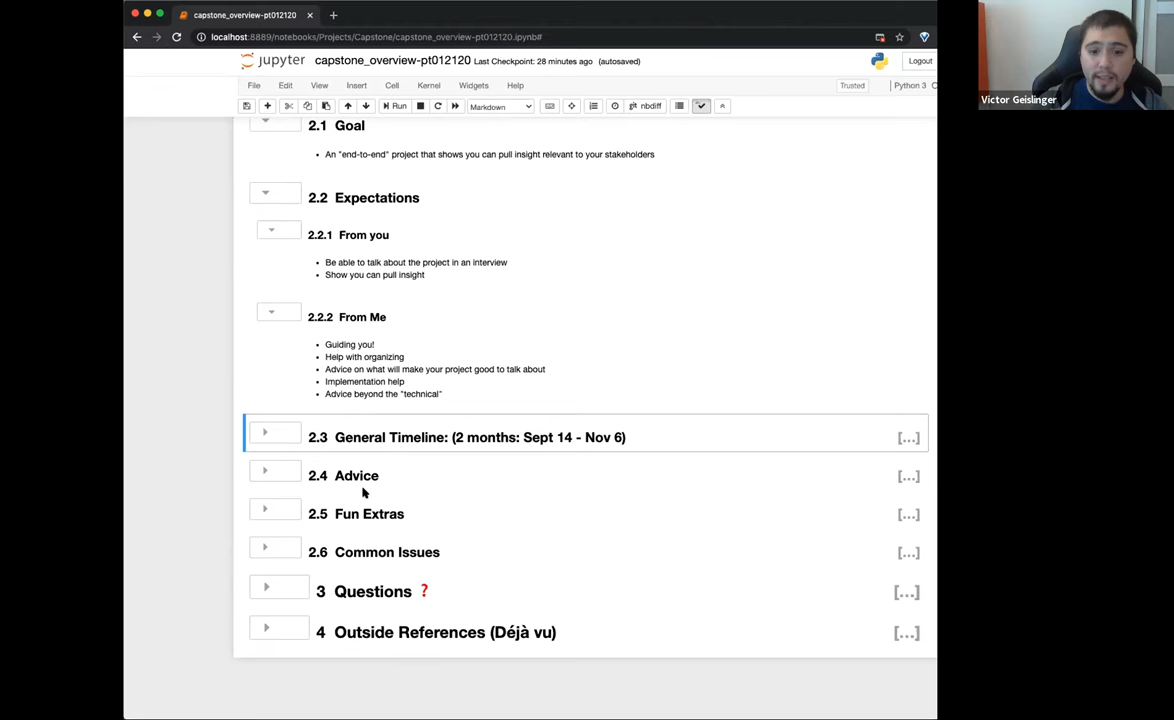 capstone_overview-pt012120
localhost:8889/notebooks/Projects/Capstone/capstone_overview-pt012120.ipynb#
jupyter capstone_overview-pt012120 Last Checkpoint: 28 minutes ago (autosaved)
Logout
File Edit View Insert Cell Kernel Widgets Help
Trusted
Python 3
Run
Markdown
nbdiff
Victor Geislinger
2.1 Goal
• An "end-to-end" project that shows you can pull insight relevant to your stakeholders
2.2 Expectations
2.2.1 From you
• Be able to talk about the project in an interview
• Show you can pull insight
2.2.2 From Me
• Guiding you!
• Help with organizing
• Advice on what will make your project good to talk about
• Implementation help
• Advice beyond the "technical"
2.3 General Timeline: (2 months: Sept 14 - Nov 6) [...]
2.4 Advice [...]
2.5 Fun Extras [...]
2.6 Common Issues [...]
3 Questions ❓ [...]
4 Outside References (Déjà vu) [...]